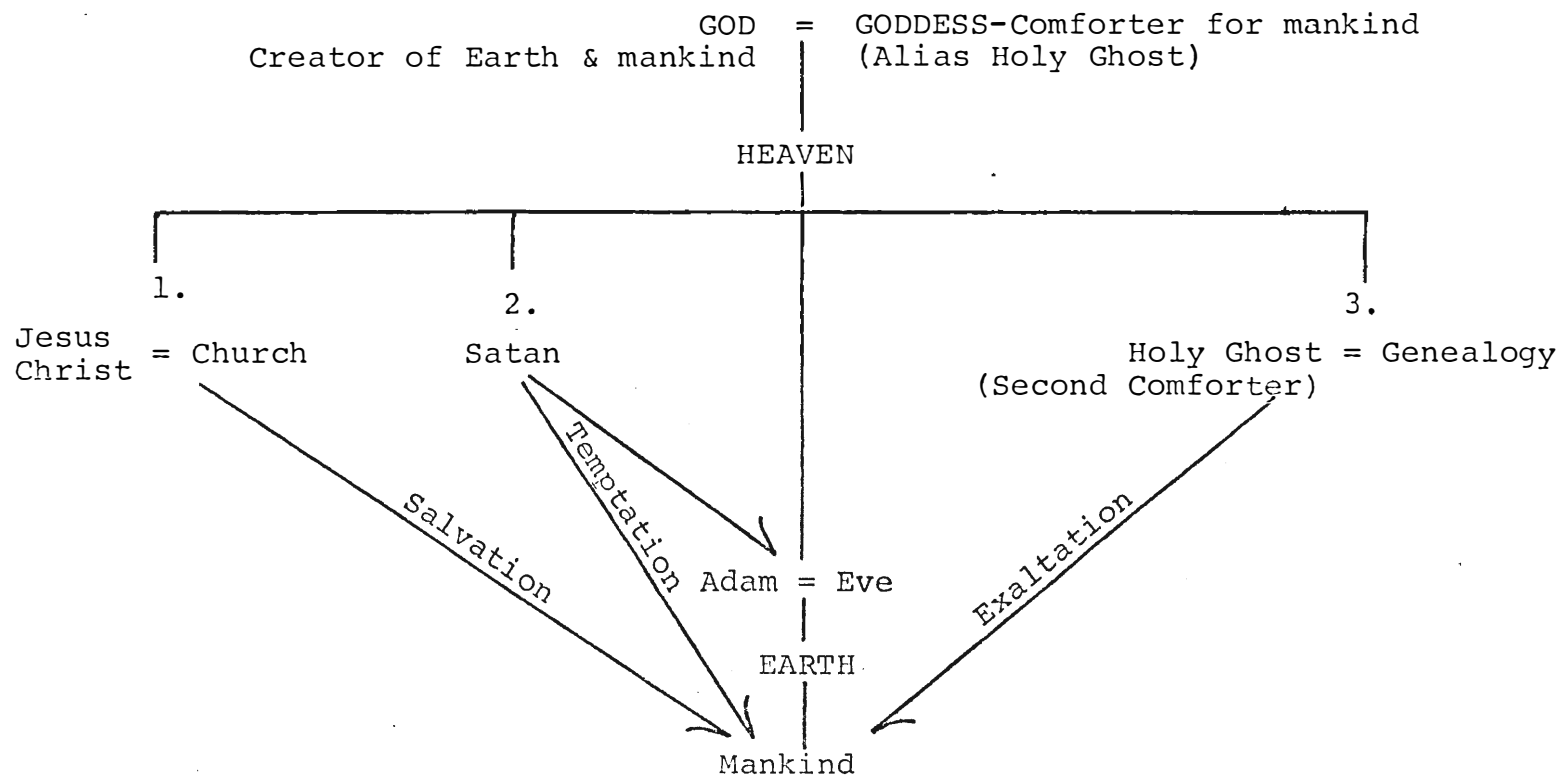 GOD = GODDESS-Comforter for mankind
Creator of Earth & mankind (Alias Holy Ghost)
HEAVEN
1.
2.
3.
Jesus
Christ = Church
Satan
Holy Ghost = Genealogy
(Second Comforter)
Temptation
Salvation
Exaltation
Adam = Eve
EARTH
Mankind